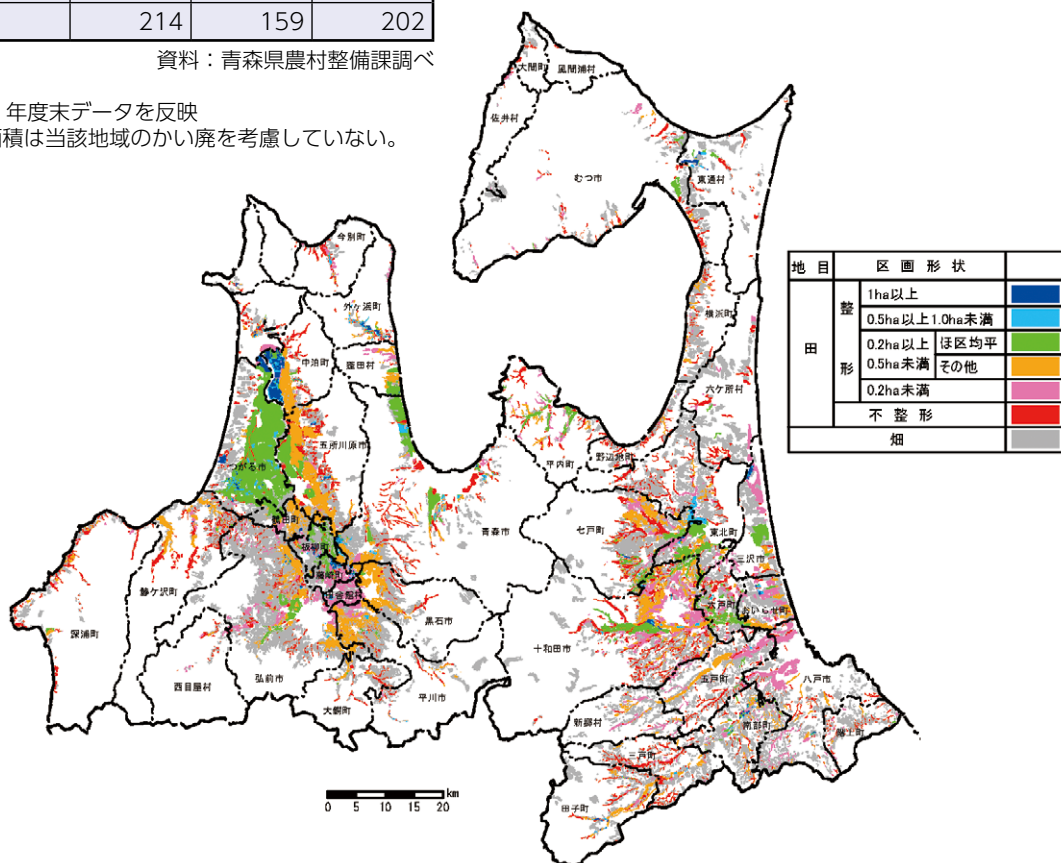 214 159 202
資料：青森県農村整備課調べ
年度末データを反映
面積は当該地域のかい廃を考慮していない。
大間町
風間浦村
佐井村
むつ市
東通村
今別町
外ヶ浜町
横浜町
中泊町
蓬田村
六ケ所村
五所川原市
つがる市
平内町
野辺地町
鶴田町
青森市
七戸町
東北町
板柳町
三沢市
藤崎町
田舎館村
六戸町
おいらせ町
鰺ケ沢町
黒石市
深浦町
十和田市
五戸町
八戸市
西目屋村
弘前市
平川市
大鰐町
新郷村
南部町
階上町
三戸町
田子町
km
0 5 10 15 20
地 目 区 画 形 状
田 整形 1ha以上
0.5ha以上1.0ha未満
0.2ha以上 ほ区均平
0.5ha未満 その他
0.2ha未満
不 整 形
畑